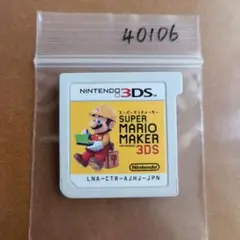 40106
NINTENDO 3DS
スーパーマリオメーカー
SUPER
MARIO
MAKER
3DS
Nintendo
LNA-CTR-AJHJ-JPN